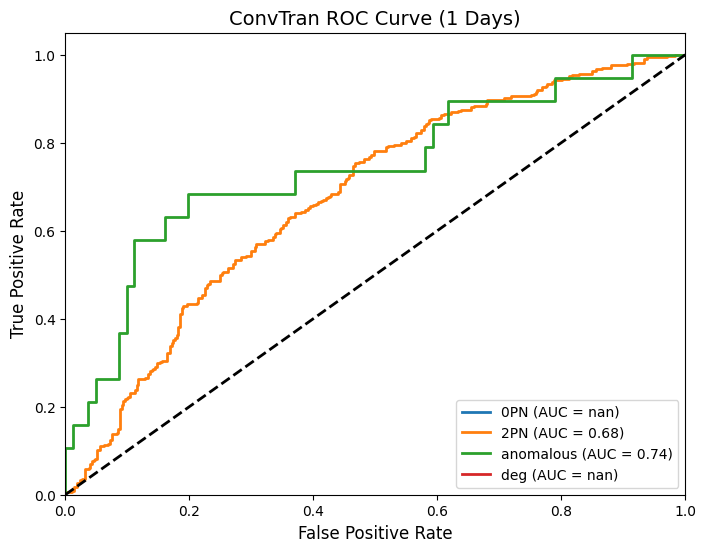 ConvTran ROC Curve (1 Days)
True Positive Rate
1.0
0.8
0.6
0.4
0.2
0.0
0.0 0.2 0.4 0.6 0.8 1.0
False Positive Rate
0PN (AUC = nan)
2PN (AUC = 0.68)
anomalous (AUC = 0.74)
deg (AUC = nan)